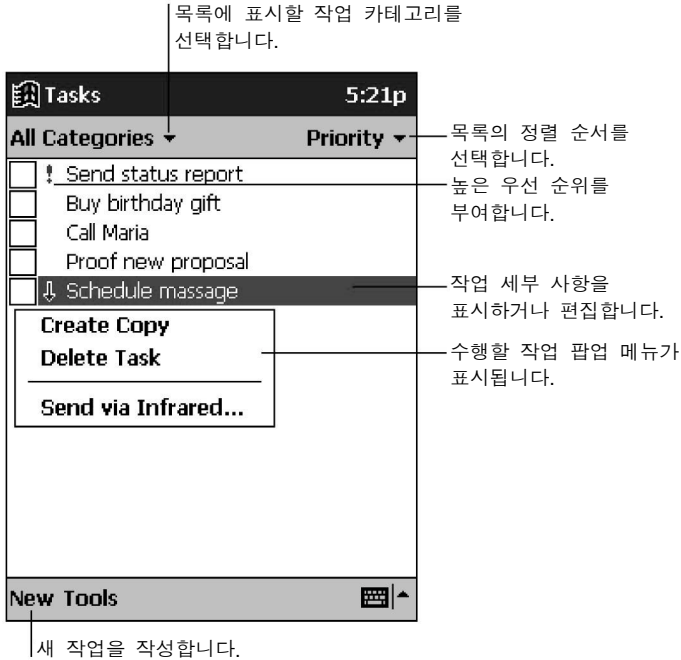 목록에 표시할 작업 카테고리를
선택합니다.
Tasks 5:21p
All Categories Priority
목록의 정렬 순서를
선택합니다.
! Send status report
높은 우선 순위를
부여합니다.
Buy birthday gift
Call Maria
Proof new proposal
Schedule massage
작업 세부 사항을
표시하거나 편집합니다.
Create Copy
Delete Task
수행할 작업 팝업 메뉴가
표시됩니다.
Send via Infrared...
New Tools
새 작업을 작성합니다.